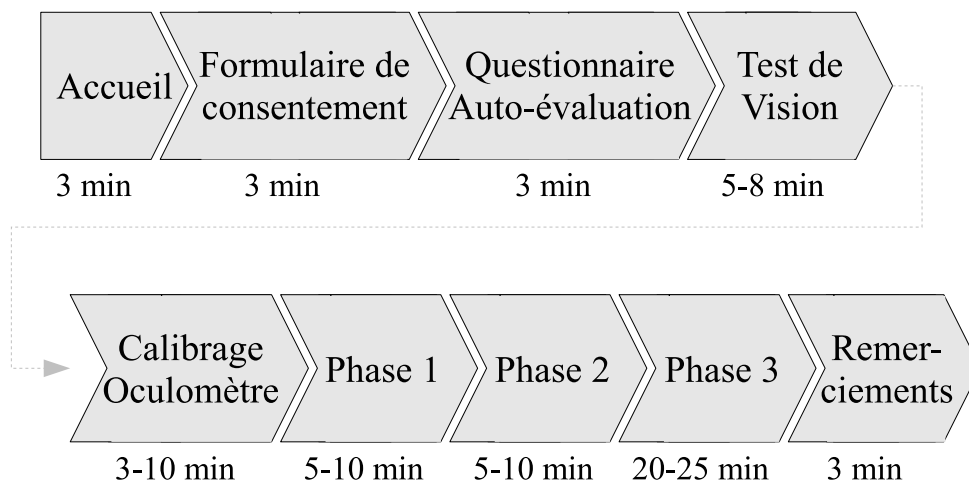 Accueil
Formulaire de
consentement
Questionnaire
Auto-évaluation
Test de
Vision
3 min
3 min
3 min
5-8 min
Calibrage
Oculomètre
Phase 1
Phase 2
Phase 3
Remer-
ciements
3-10 min
5-10 min
5-10 min
20-25 min
3 min